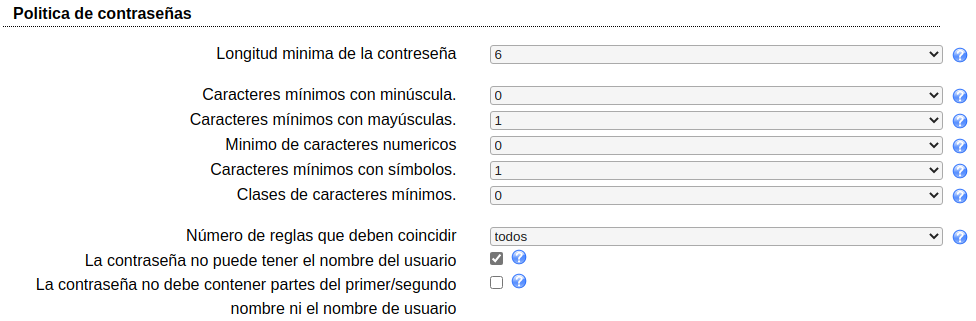 Politica de contraseñas
Longitud minima de la contreseña 6
Caracteres mínimos con minúscula. 0
Caracteres mínimos con mayúsculas. 1
Minimo de caracteres numericos 0
Caracteres mínimos con símbolos. 1
Clases de caracteres mínimos. 0
Número de reglas que deben coincidir todos
La contraseña no puede tener el nombre del usuario
La contraseña no debe contener partes del primer/segundo
nombre ni el nombre de usuario